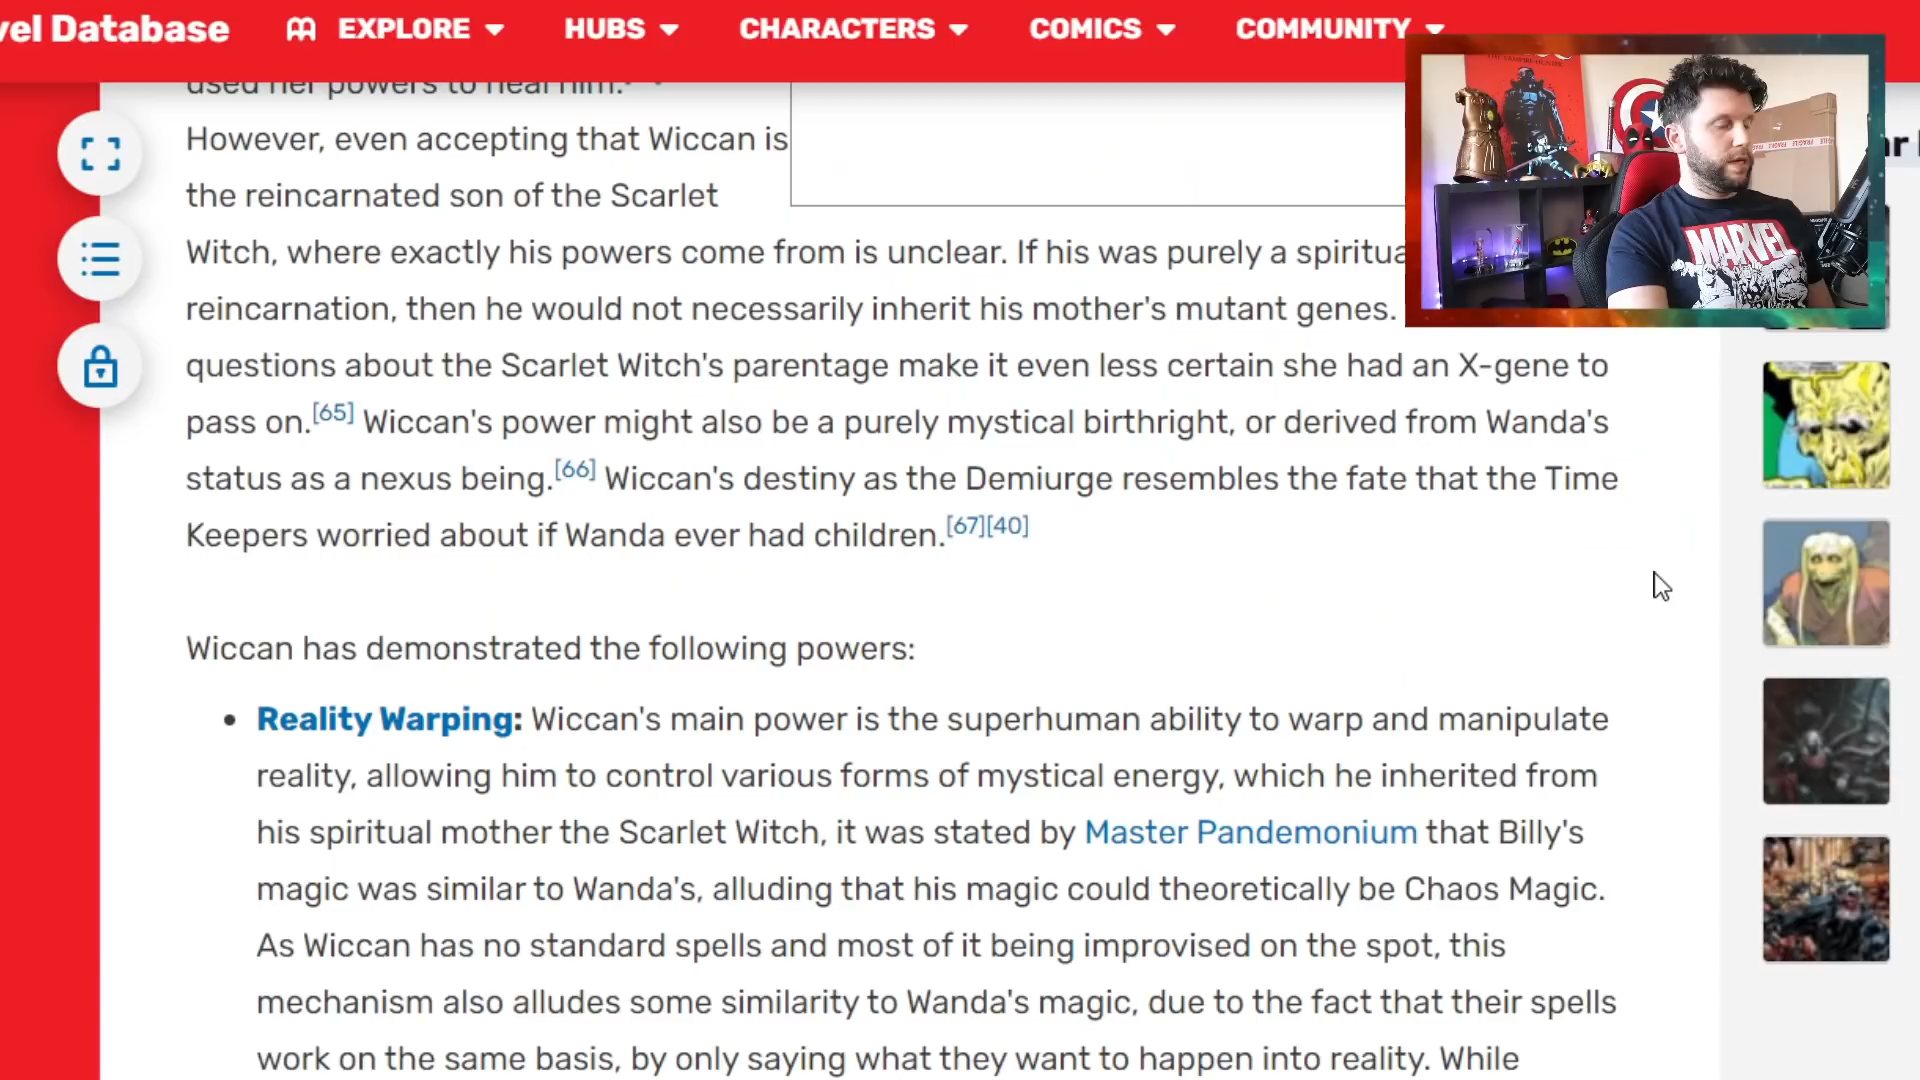 vel Database
EXPLORE
HUBS
CHARACTERS
COMICS
COMMUNITY
used her powers to heal him.
However, even accepting that Wiccan is
the reincarnated son of the Scarlet
Witch, where exactly his powers come from is unclear. If his was purely a spiritua
reincarnation, then he would not necessarily inherit his mother's mutant genes.
questions about the Scarlet Witch's parentage make it even less certain she had an X-gene to
pass on.[65] Wiccan's power might also be a purely mystical birthright, or derived from Wanda's
status as a nexus being.[66] Wiccan's destiny as the Demiurge resembles the fate that the Time
Keepers worried about if Wanda ever had children.[67][40]
Wiccan has demonstrated the following powers:
• Reality Warping: Wiccan's main power is the superhuman ability to warp and manipulate
reality, allowing him to control various forms of mystical energy, which he inherited from
his spiritual mother the Scarlet Witch, it was stated by Master Pandemonium that Billy's
magic was similar to Wanda's, alluding that his magic could theoretically be Chaos Magic.
As Wiccan has no standard spells and most of it being improvised on the spot, this
mechanism also alludes some similarity to Wanda's magic, due to the fact that their spells
work on the same basis, by only saying what they want to happen into reality. While
THE VAMPIRE HUNTER
FRAGILE
MARVEL